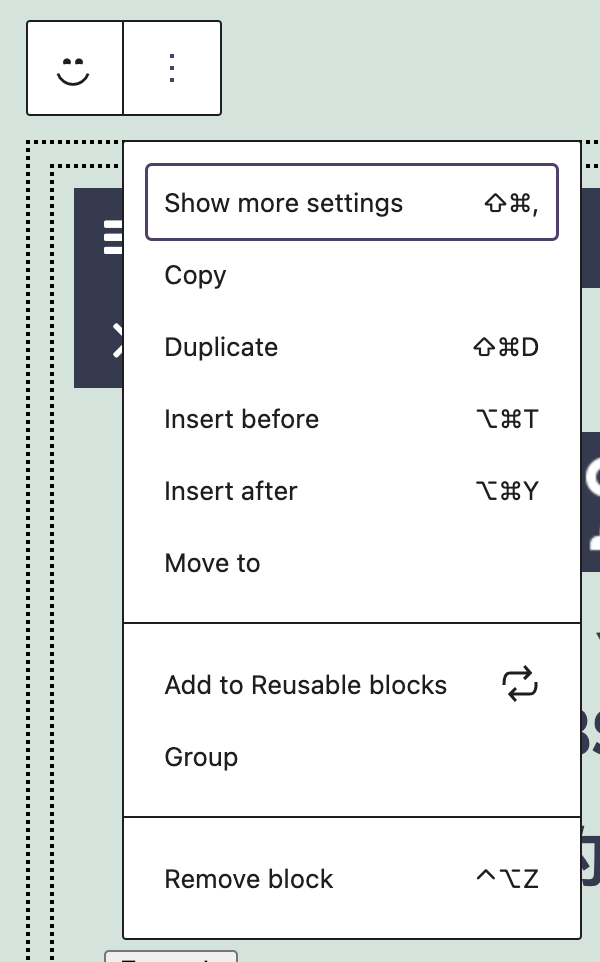 Show more settings ⇧⌘,
Copy
Duplicate ⇧⌘D
Insert before ⌥⌘T
Insert after ⌥⌘Y
Move to
Add to Reusable blocks
Group
Remove block ⌃⌥Z